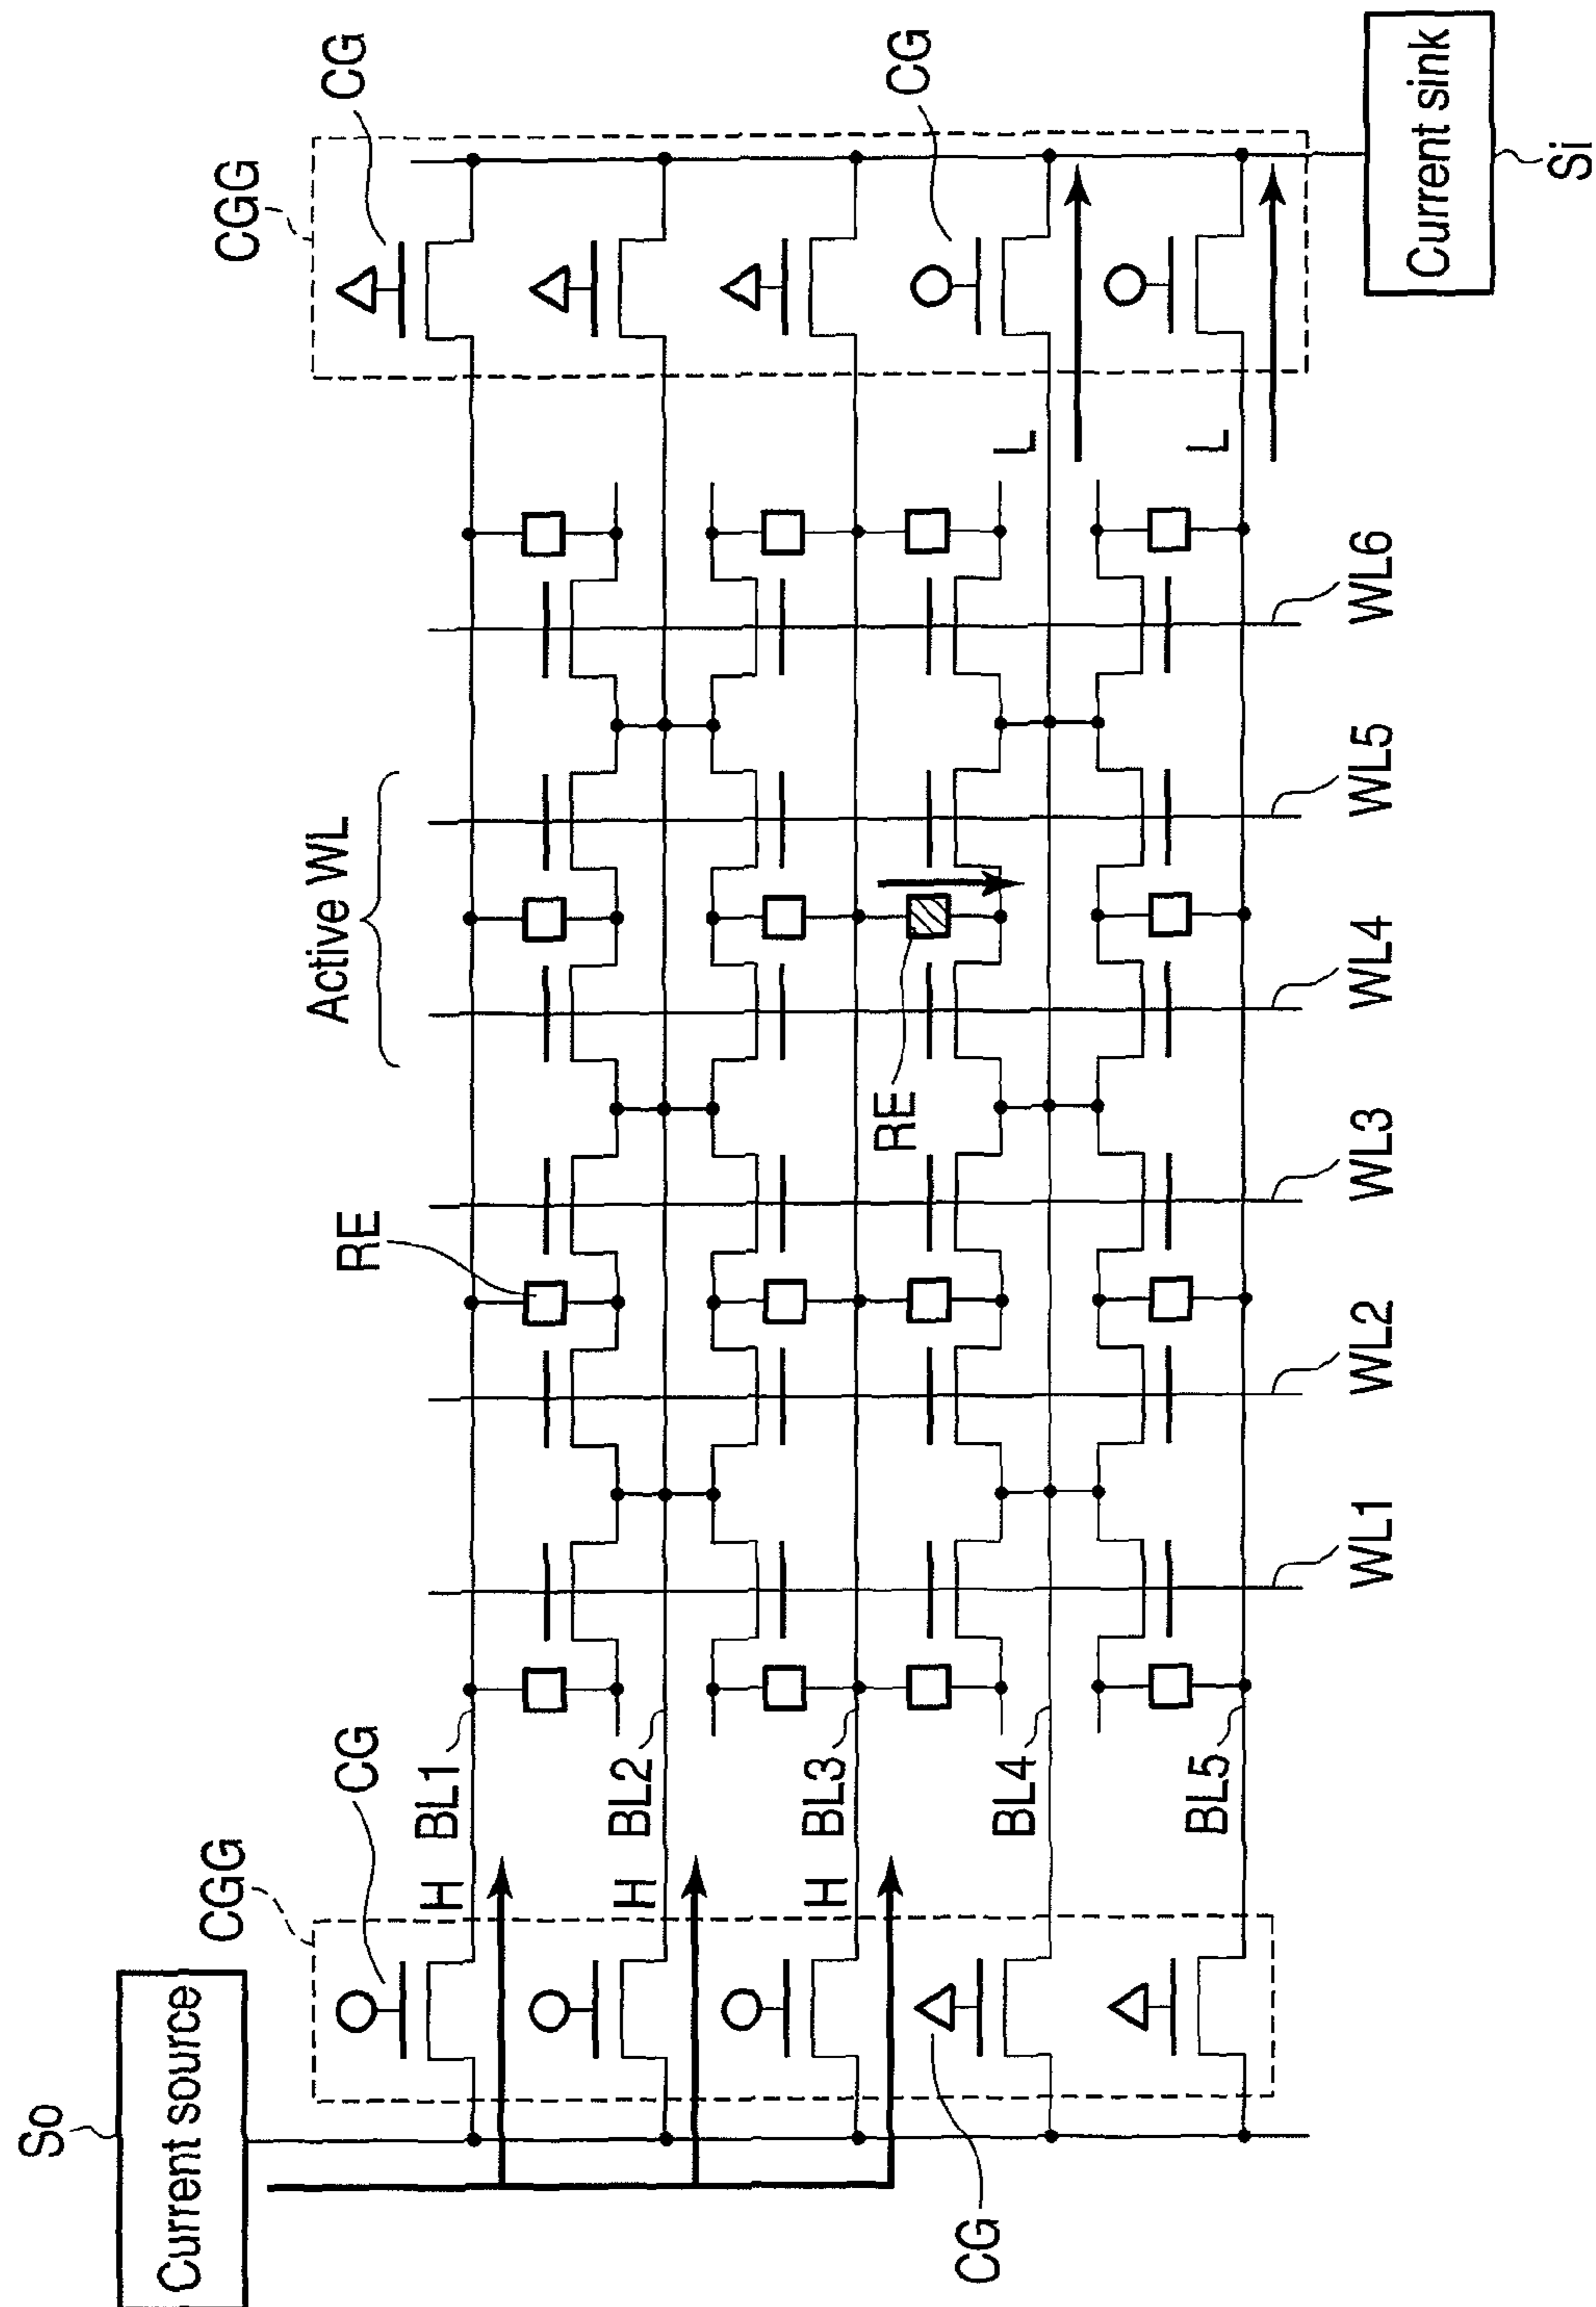 So
Current source
CGG
CG
CG
H
H
H
BL1
BL2
BL3
BL4
BL5
RE
RE
Active WL
WL1
WL2
WL3
WL4
WL5
WL6
L
L
CGG
CG
CG
Current sink
Si